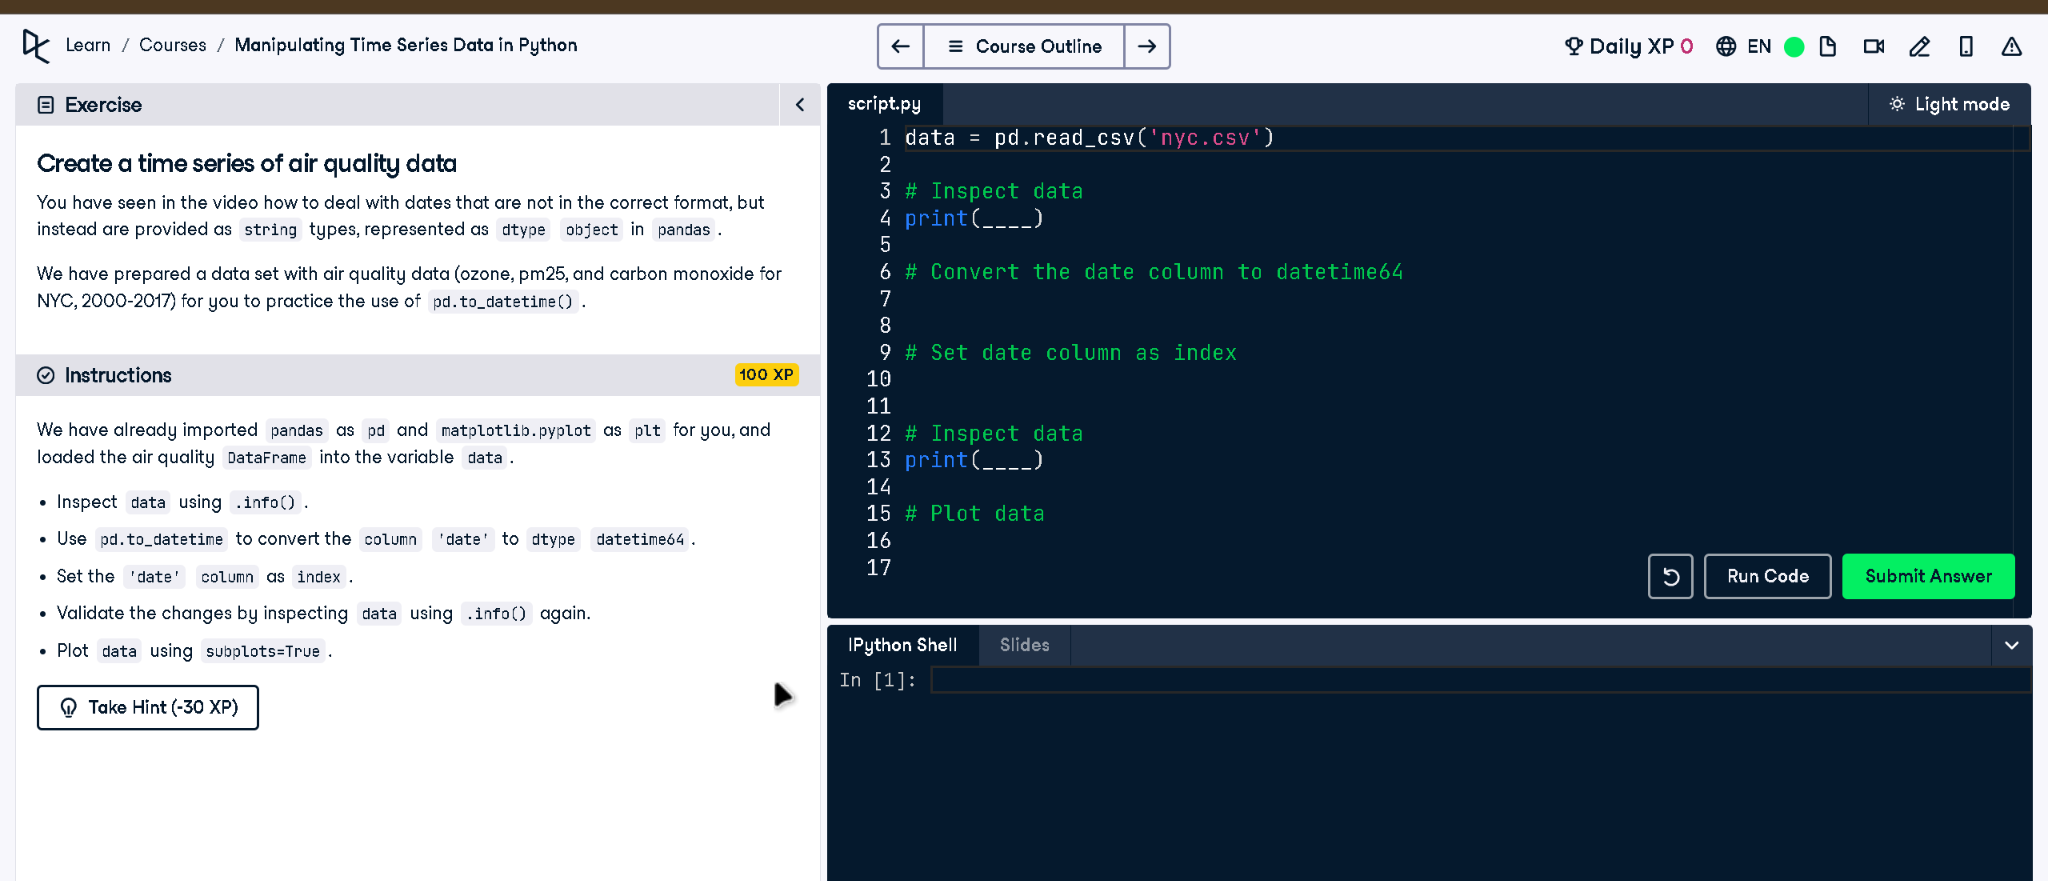 Learn / Courses / Manipulating Time Series Data in Python
Course Outline
Daily XP 0
EN
Exercise
Create a time series of air quality data
You have seen in the video how to deal with dates that are not in the correct format, but
instead are provided as string types, represented as dtype object in pandas.
We have prepared a data set with air quality data (ozone, pm25, and carbon monoxide for
NYC, 2000-2017) for you to practice the use of pd.to_datetime().
Instructions
100 XP
We have already imported pandas as pd and matplotlib.pyplot as plt for you, and
loaded the air quality DataFrame into the variable data.
• Inspect data using .info().
• Use pd.to_datetime to convert the column 'date' to dtype datetime64.
• Set the 'date' column as index.
• Validate the changes by inspecting data using .info() again.
• Plot data using subplots=True.
Take Hint (-30 XP)
script.py
Light mode
1 data = pd.read_csv('nyc.csv')
2
3 # Inspect data
4 print(____)
5
6 # Convert the date column to datetime64
7
8
9 # Set date column as index
10
11
12 # Inspect data
13 print(____)
14
15 # Plot data
16
17
Run Code
Submit Answer
IPython Shell
Slides
In [1]: